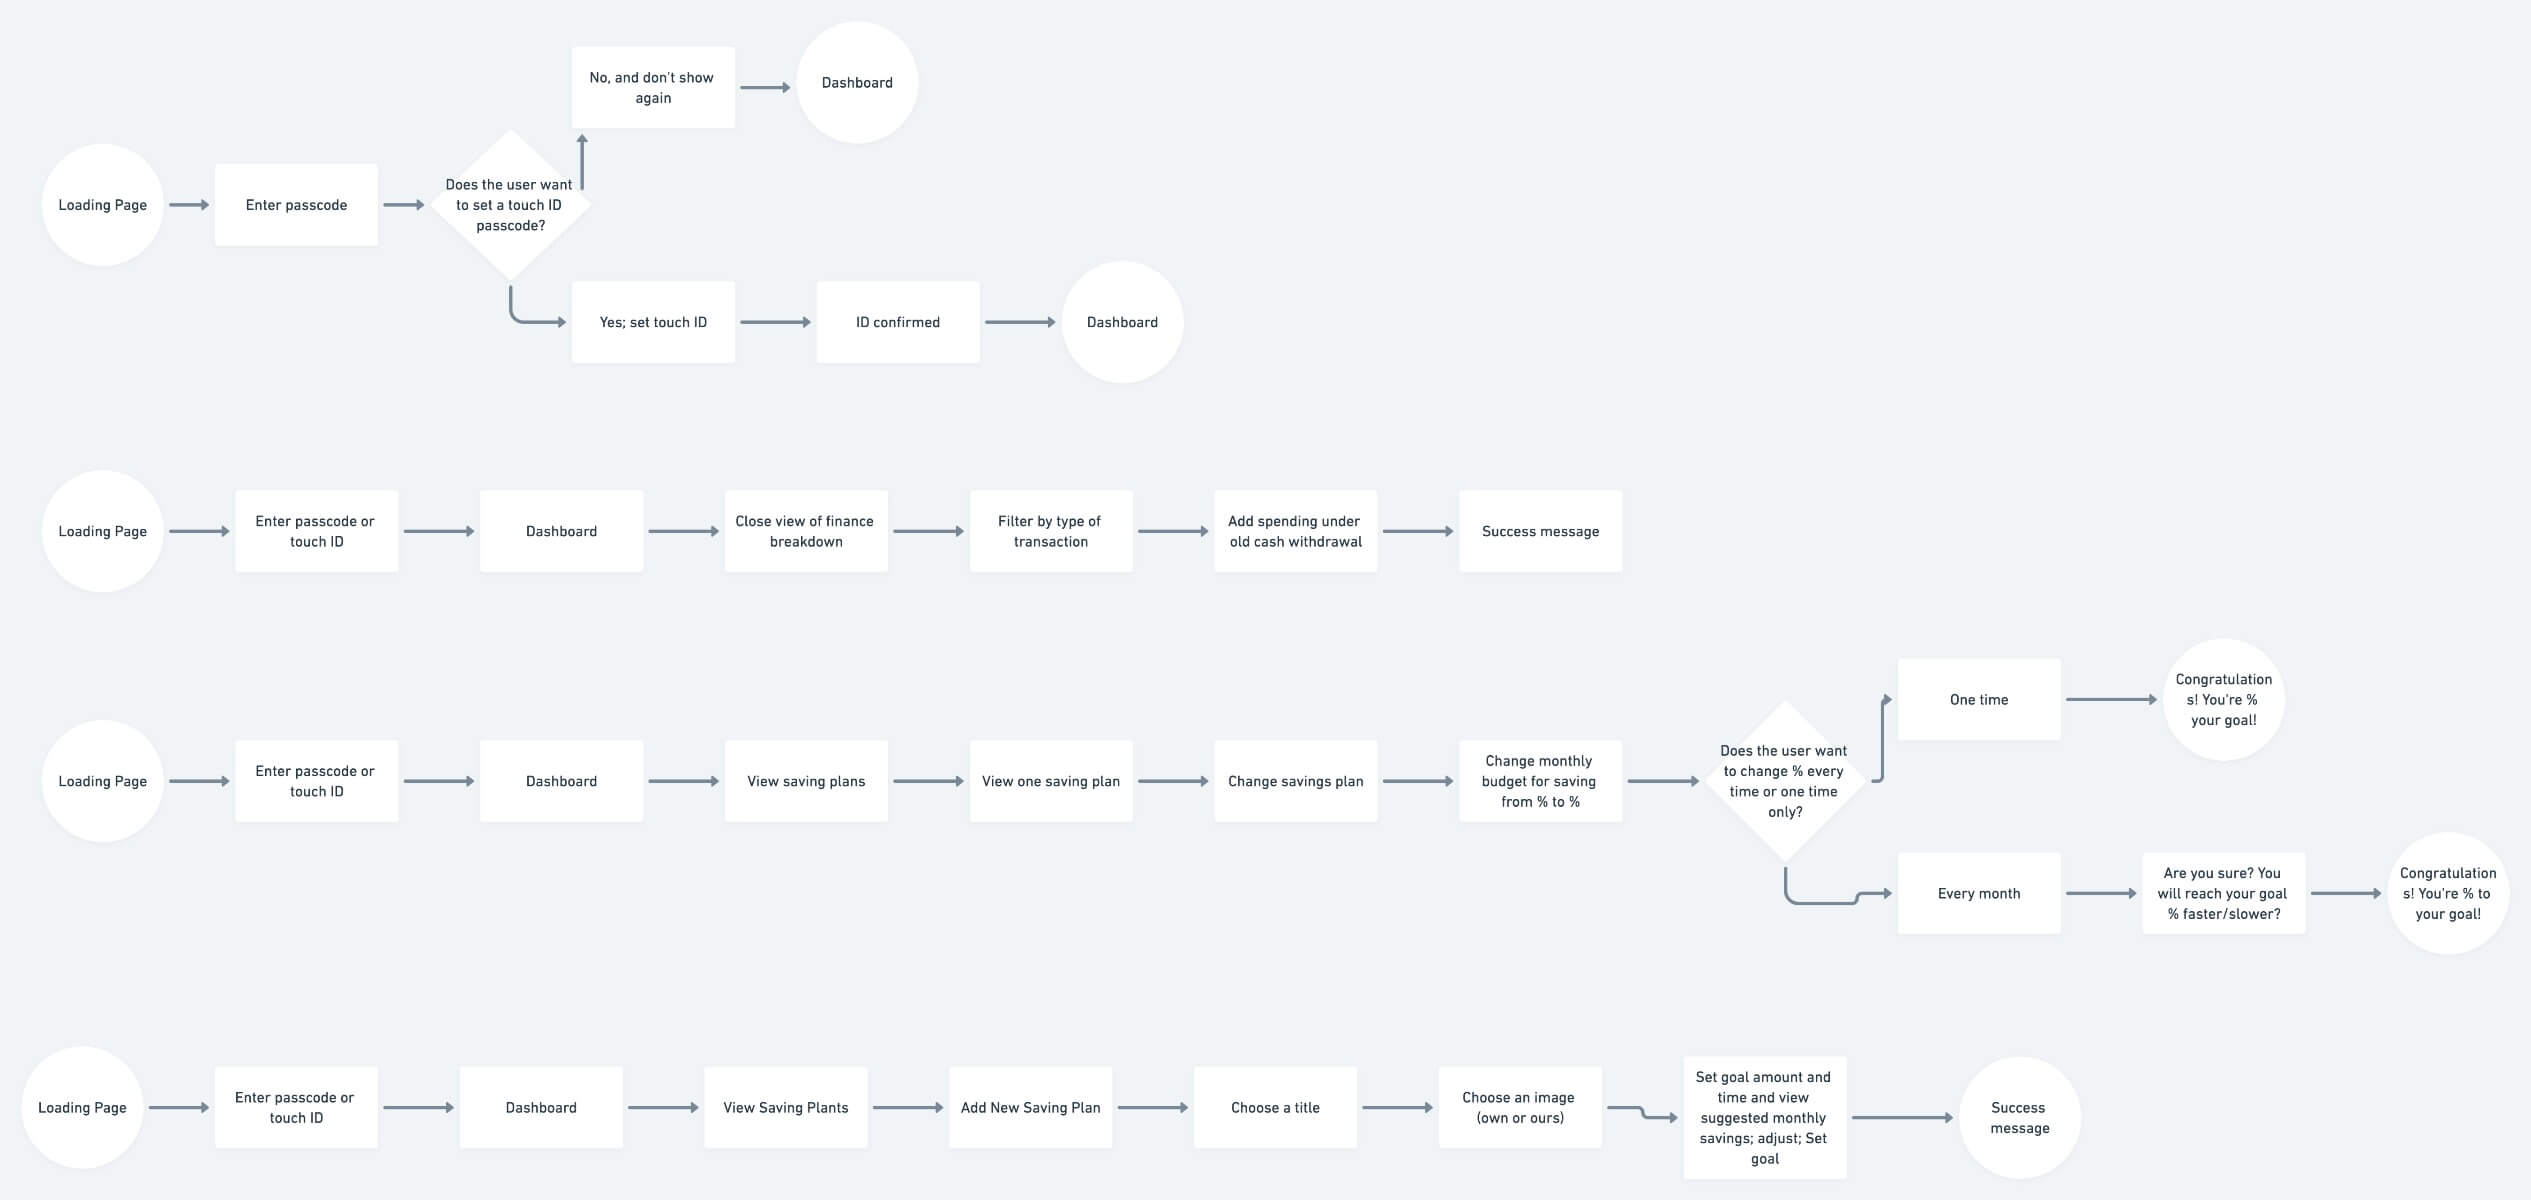 No, and don't show
again
Dashboard
Loading Page
Enter passcode
Does the user want
to set a touch ID
passcode?
Yes; set touch ID
ID confirmed
Dashboard
Loading Page
Enter passcode or
touch ID
Dashboard
Close view of finance
breakdown
Filter by type of
transaction
Add spending under
old cash withdrawal
Success message
Loading Page
Enter passcode or
touch ID
Dashboard
View saving plans
View one saving plan
Change savings plan
Change monthly
budget for saving
from % to %
Does the user want
to change % every
time or one time
only?
One time
Congratulation
s! You're %
your goal!
Every month
Are you sure? You
will reach your goal
% faster/slower?
Congratulation
s! You're % to
your goal!
Loading Page
Enter passcode or
touch ID
Dashboard
View Saving Plants
Add New Saving Plan
Choose a title
Choose an image
(own or ours)
Set goal amount and
time and view
suggested monthly
savings; adjust; Set
goal
Success
message